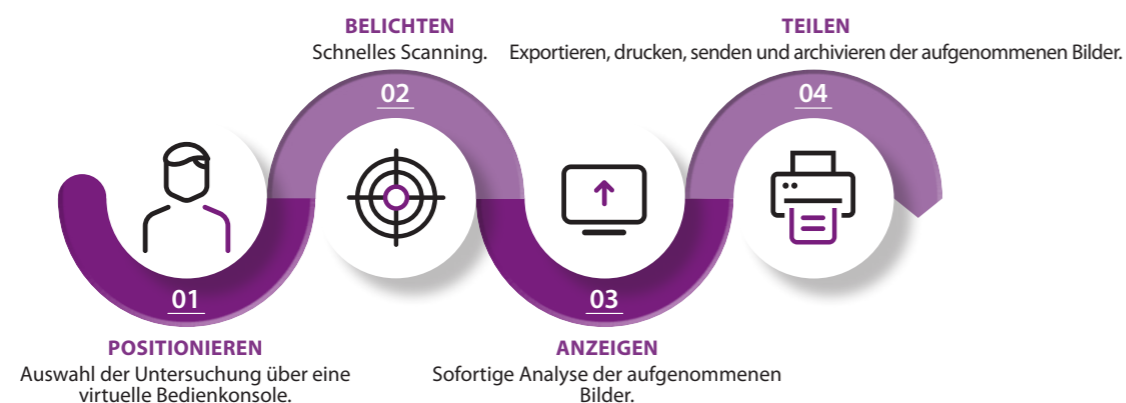 01
POSITIONIEREN
Auswahl der Untersuchung über eine
virtuelle Bedienkonsole.
BELICHTEN
Schnelles Scanning.
02
03
ANZEIGEN
Sofortige Analyse der aufgenommenen
Bilder.
TEILEN
Exportieren, drucken, senden und archivieren der aufgenommenen Bilder.
04